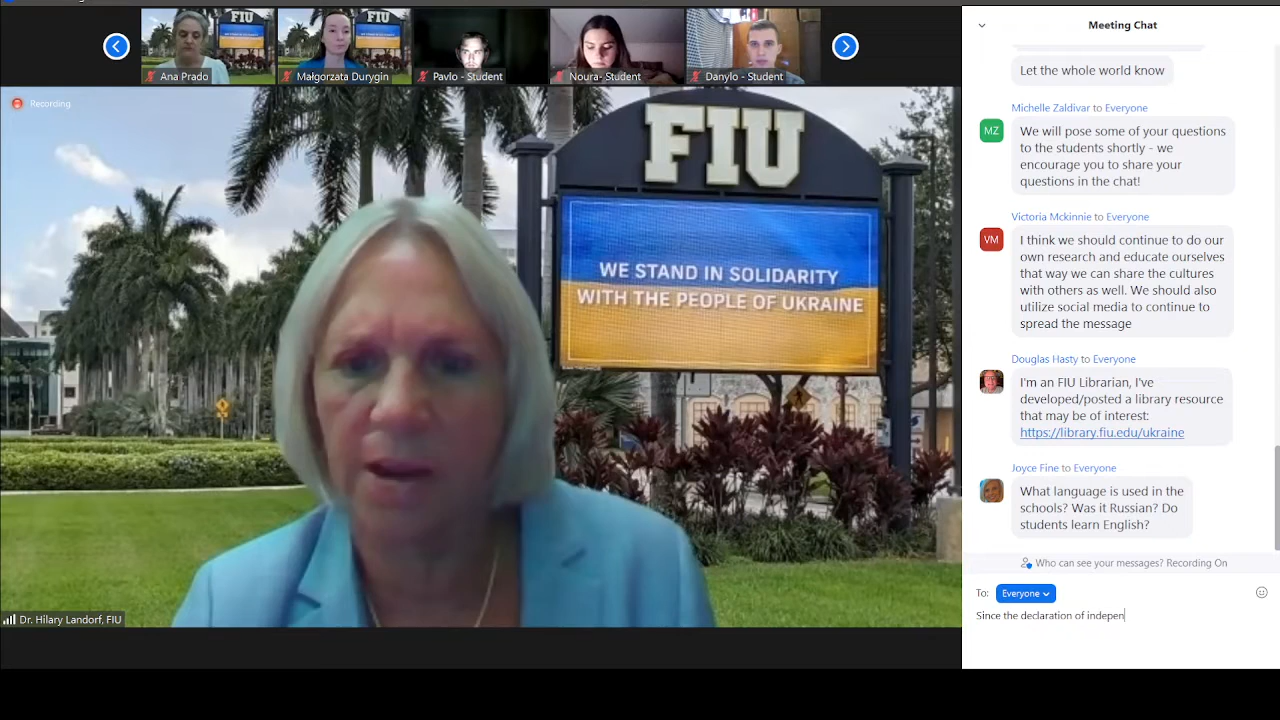 FIU
FIU
Ana Prado
Małgorzata Durygin
Pavlo - Student
Noura- Student
Danylo - Student
Recording
FIU
WE STAND IN SOLIDARITY
WITH THE PEOPLE OF UKRAINE
Dr. Hilary Landorf, FIU
Meeting Chat
Let the whole world know
Michelle Zaldivar to Everyone
MZ
We will pose some of your questions
to the students shortly - we
encourage you to share your
questions in the chat!
Victoria Mckinnie to Everyone
VM
I think we should continue to do our
own research and educate ourselves
that way we can share the cultures
with others as well. We should also
utilize social media to continue to
spread the message
Douglas Hasty to Everyone
I'm an FIU Librarian, I've
developed/posted a library resource
that may be of interest:
https://library.fiu.edu/ukraine
Joyce Fine to Everyone
What language is used in the
schools? Was it Russian? Do
students learn English?
Who can see your messages? Recording On
To: Everyone
Since the declaration of indepen